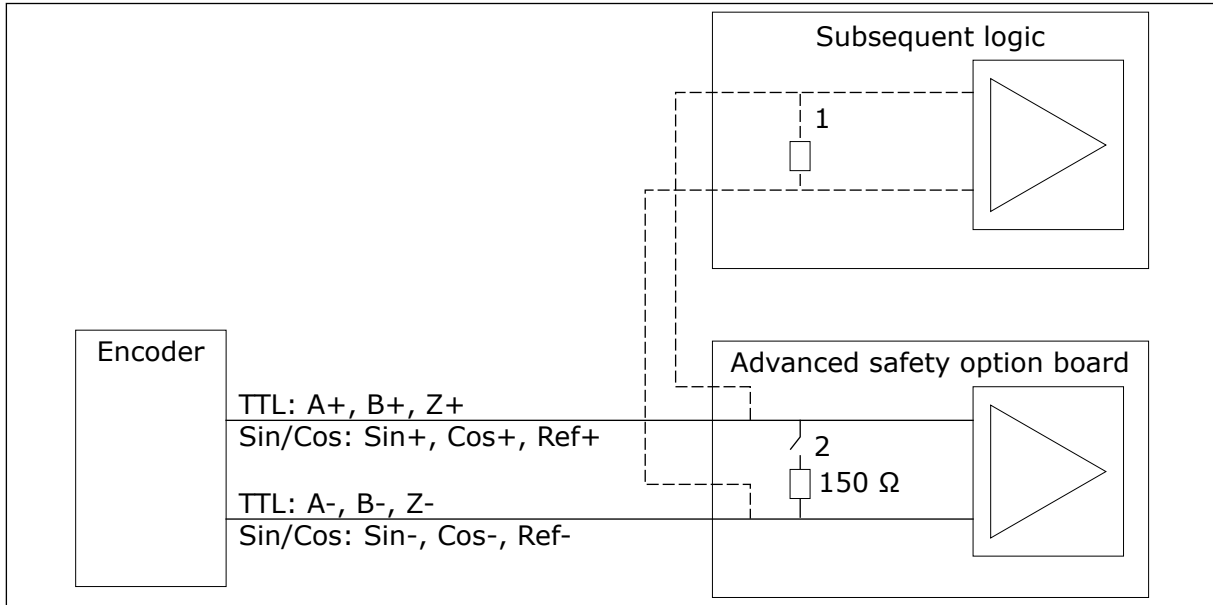 Subsequent logic
1
Encoder
Advanced safety option board
TTL: A+, B+, Z+
Sin/Cos: Sin+, Cos+, Ref+
2
150 Ω
TTL: A-, B-, Z-
Sin/Cos: Sin-, Cos-, Ref-